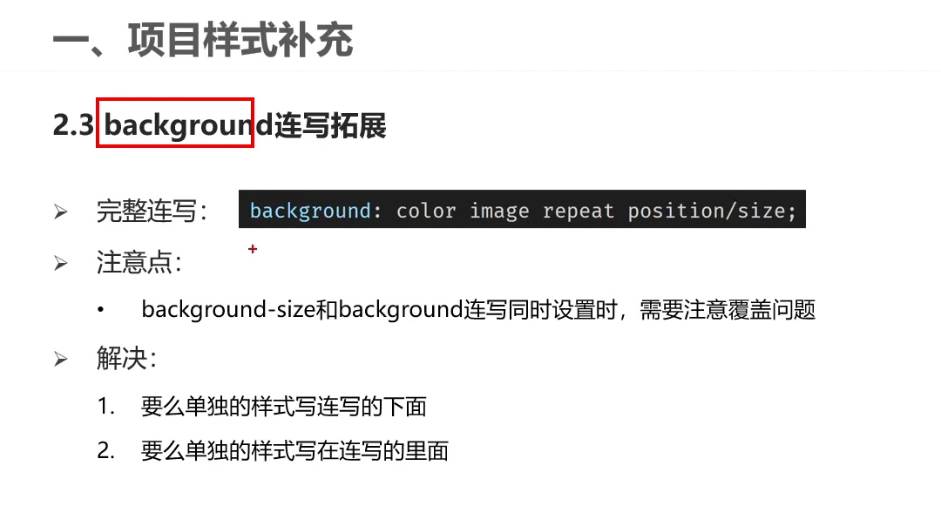 一、项目样式补充
2.3 background连写拓展
➢ 完整连写： background: color image repeat position/size;
➢ 注意点：
• background-size和background连写同时设置时，需要注意覆盖问题
➢ 解决：
1. 要么单独的样式写连写的下面
2. 要么单独的样式写在连写的里面